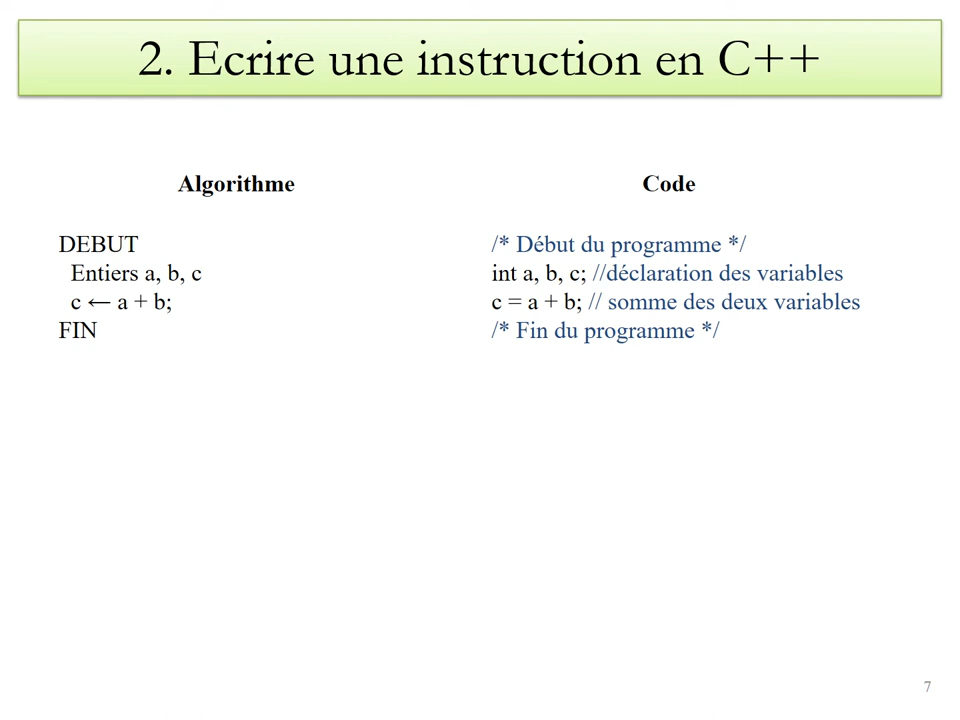 2. Ecrire une instruction en C++
Algorithme
DEBUT
Entiers a, b, c
c ← a + b;
FIN
Code
/* Début du programme */
int a, b, c; //déclaration des variables
c = a + b; // somme des deux variables
/* Fin du programme */
7